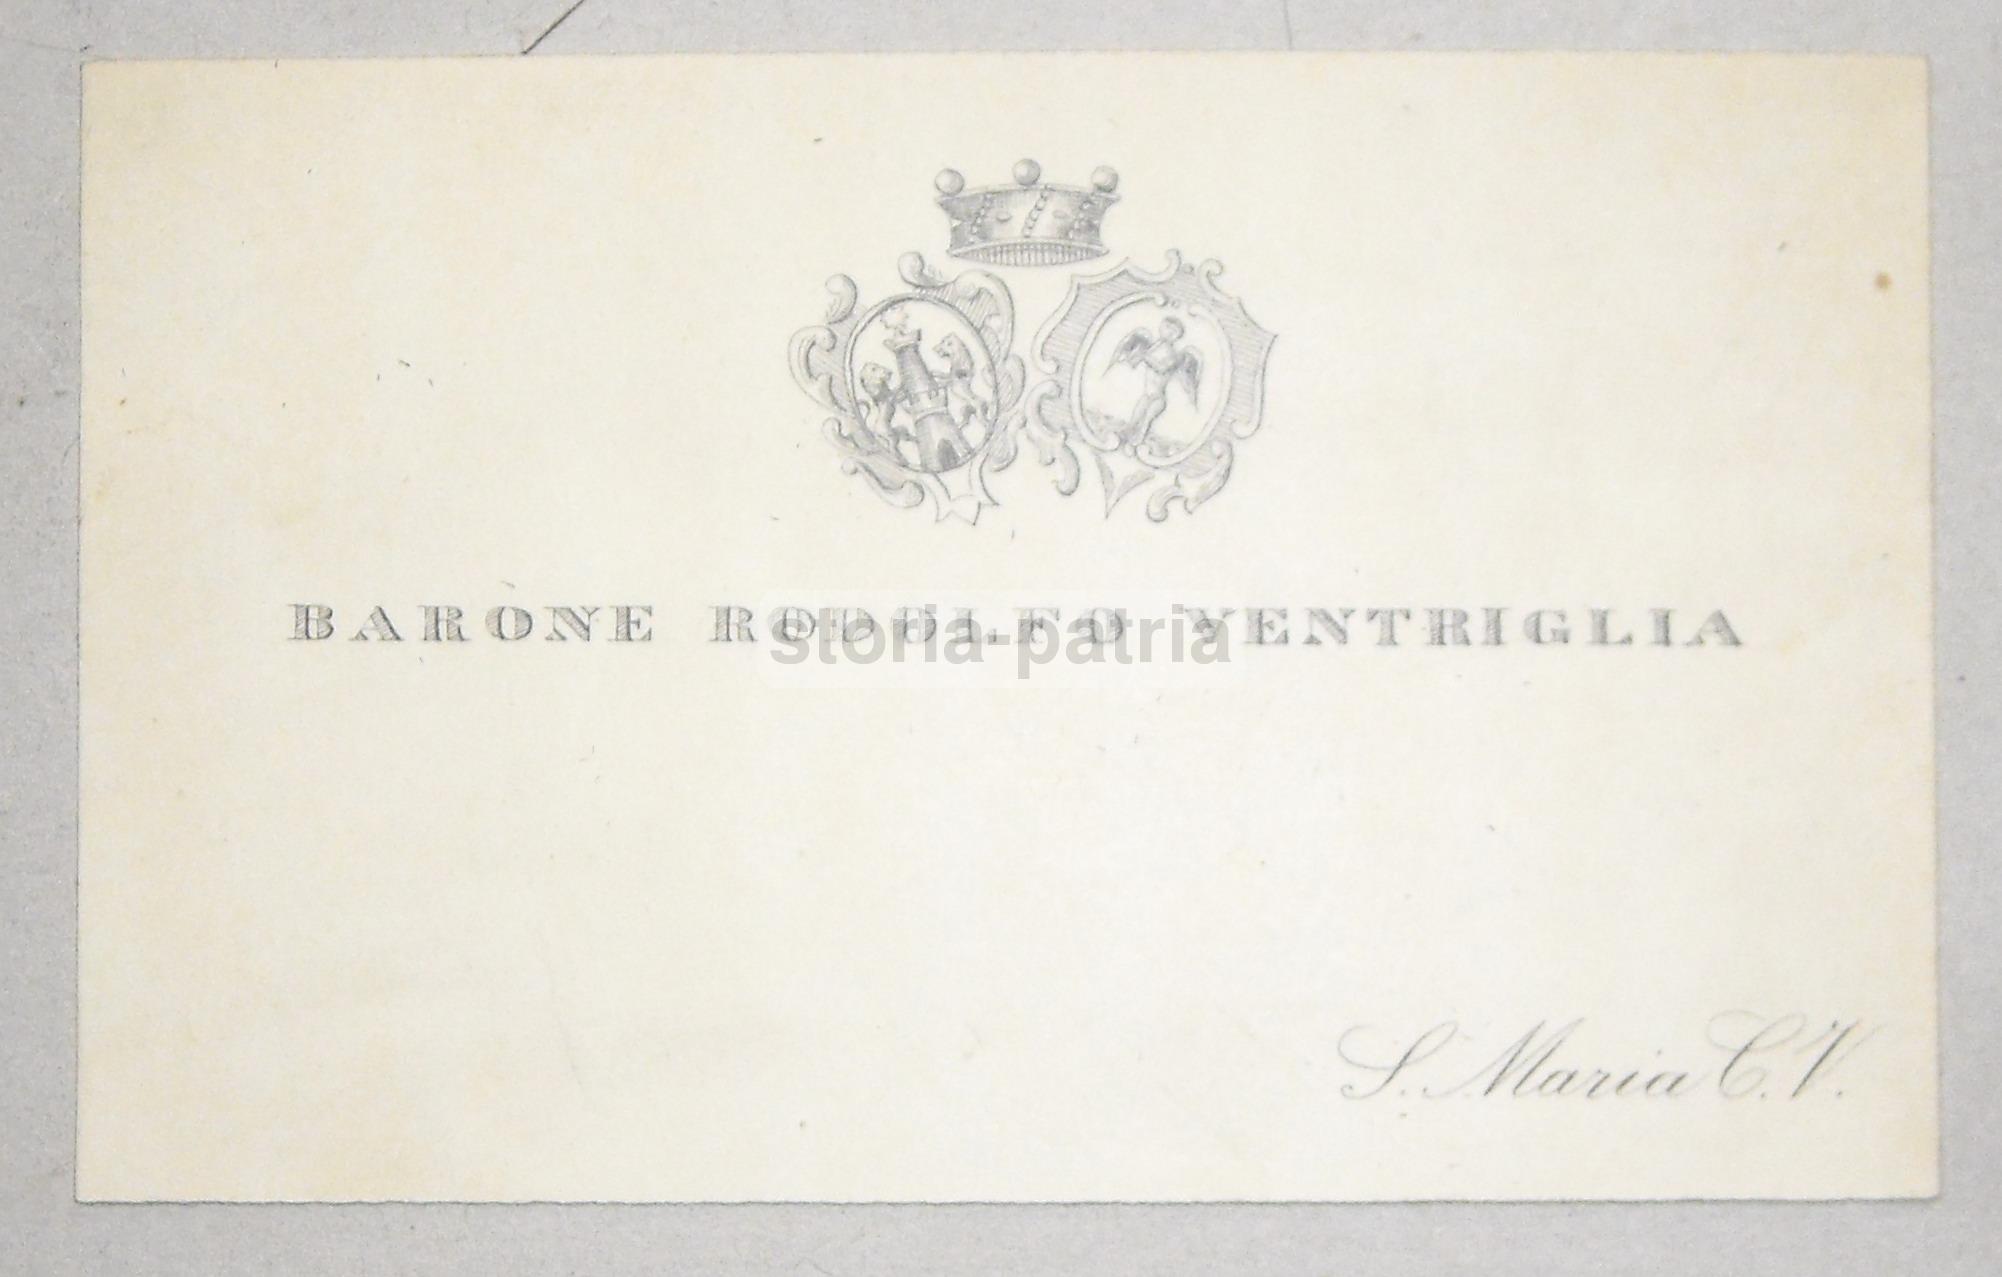 BARONE RODOLFO VENTRIGLIA
storia-patria
S. Maria C. V.